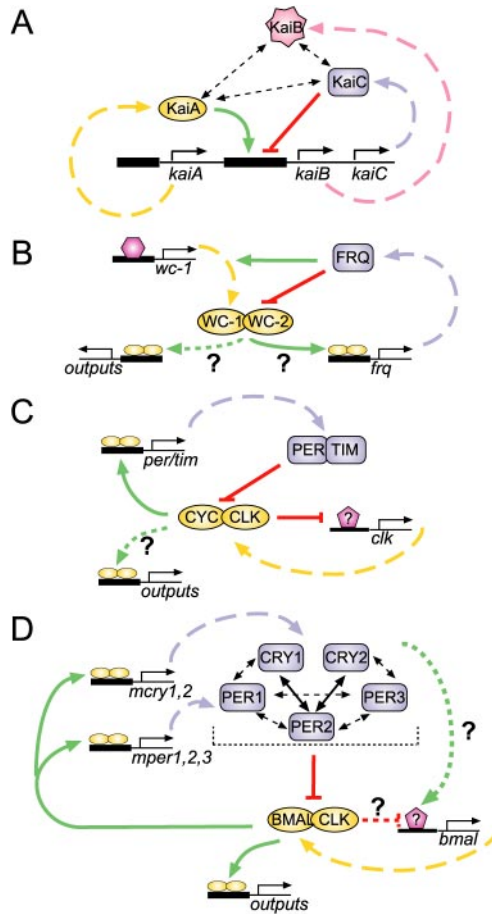 A
KaiB
KaiA
KaiC
kaiA
kaiB
kaiC
B
wc-1
FRQ
WC-1 WC-2
outputs
?
?
frq
C
per/tim
PER TIM
CYC CLK
?
clk
?
outputs
D
mcry1,2
CRY1 CRY2
PER1 PER3
PER2
mper1,2,3
?
BMAL CLK
?
?
bmal
outputs